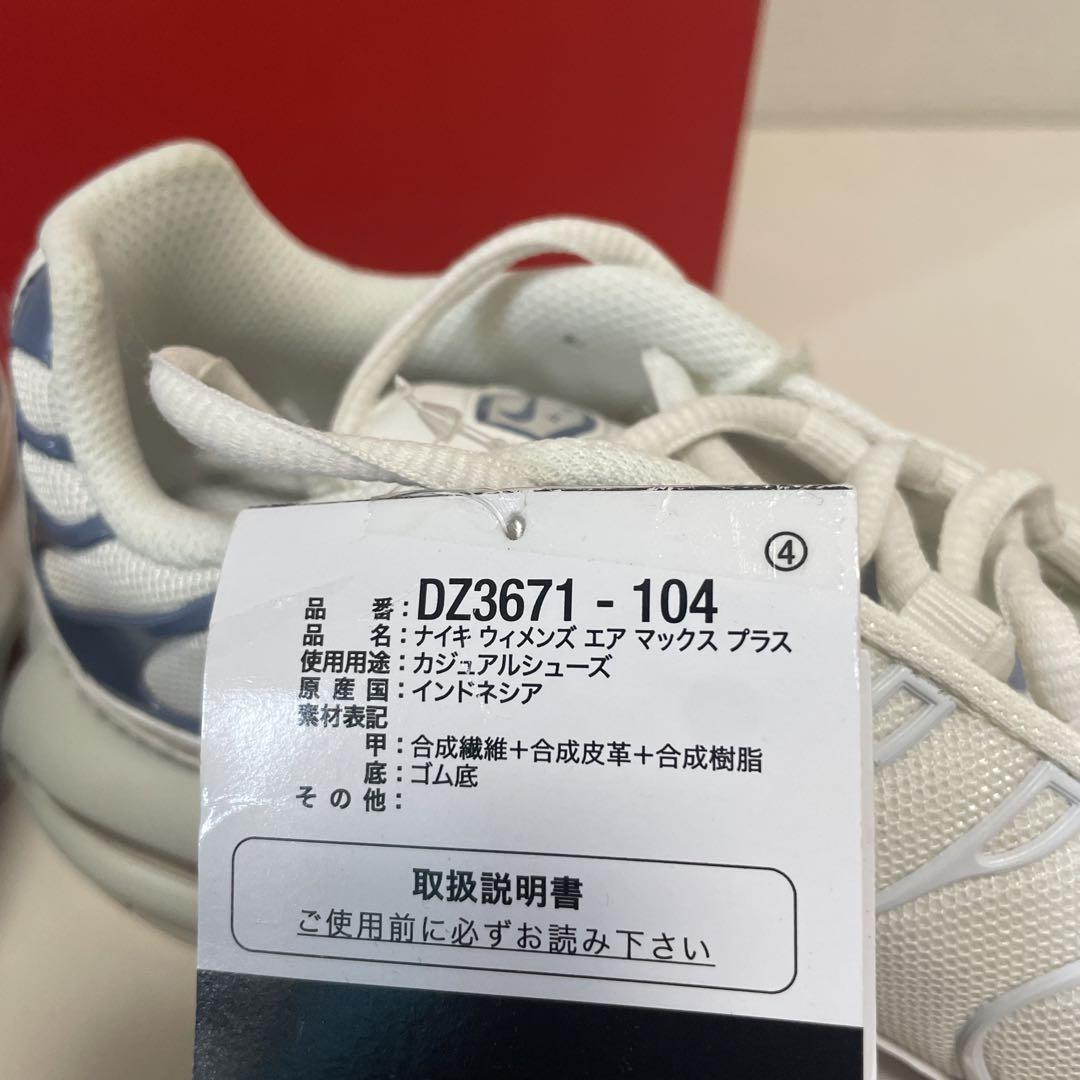 ④
品番：DZ3671 - 104
品名：ナイキ ウィメンズ エア マックス プラス
使用用途：カジュアルシューズ
原産国：インドネシア
素材表記
甲：合成繊維＋合成皮革＋合成樹脂
底：ゴム底
その他：
取扱説明書
ご使用前に必ずお読み下さい